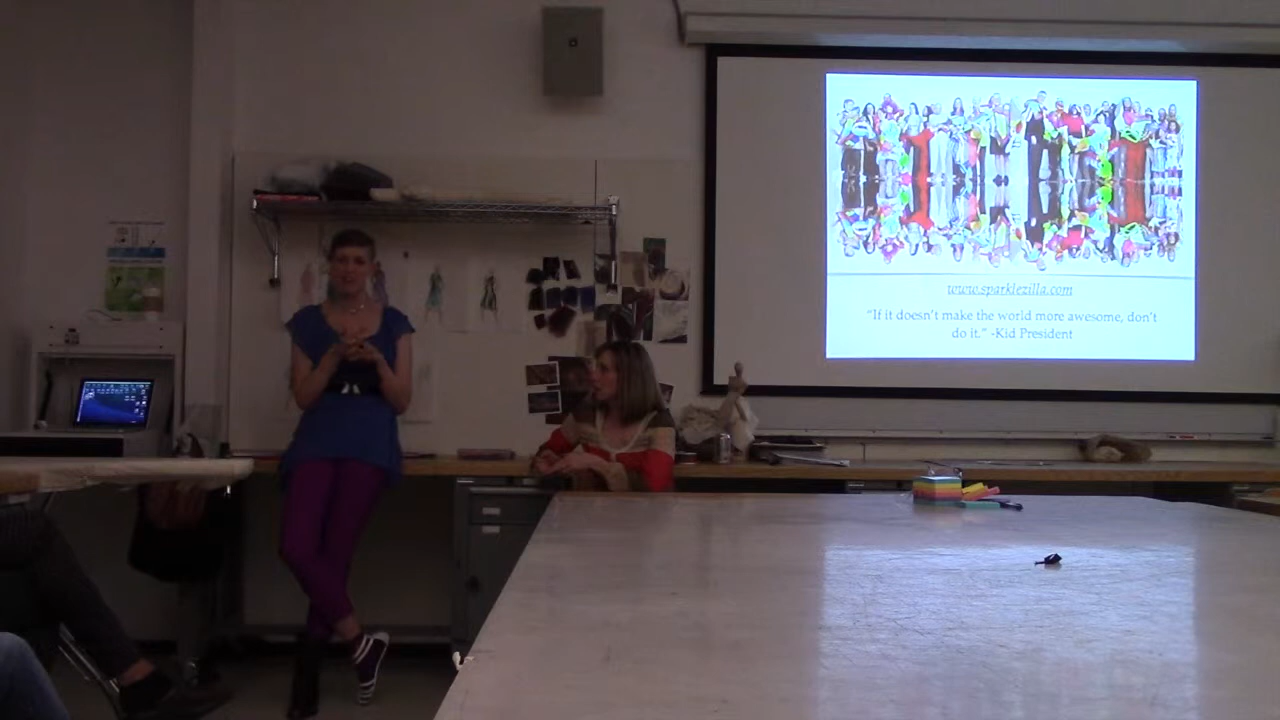 www.sparklezilla.com
“If it doesn’t make the world more awesome, don’t
do it.” -Kid President